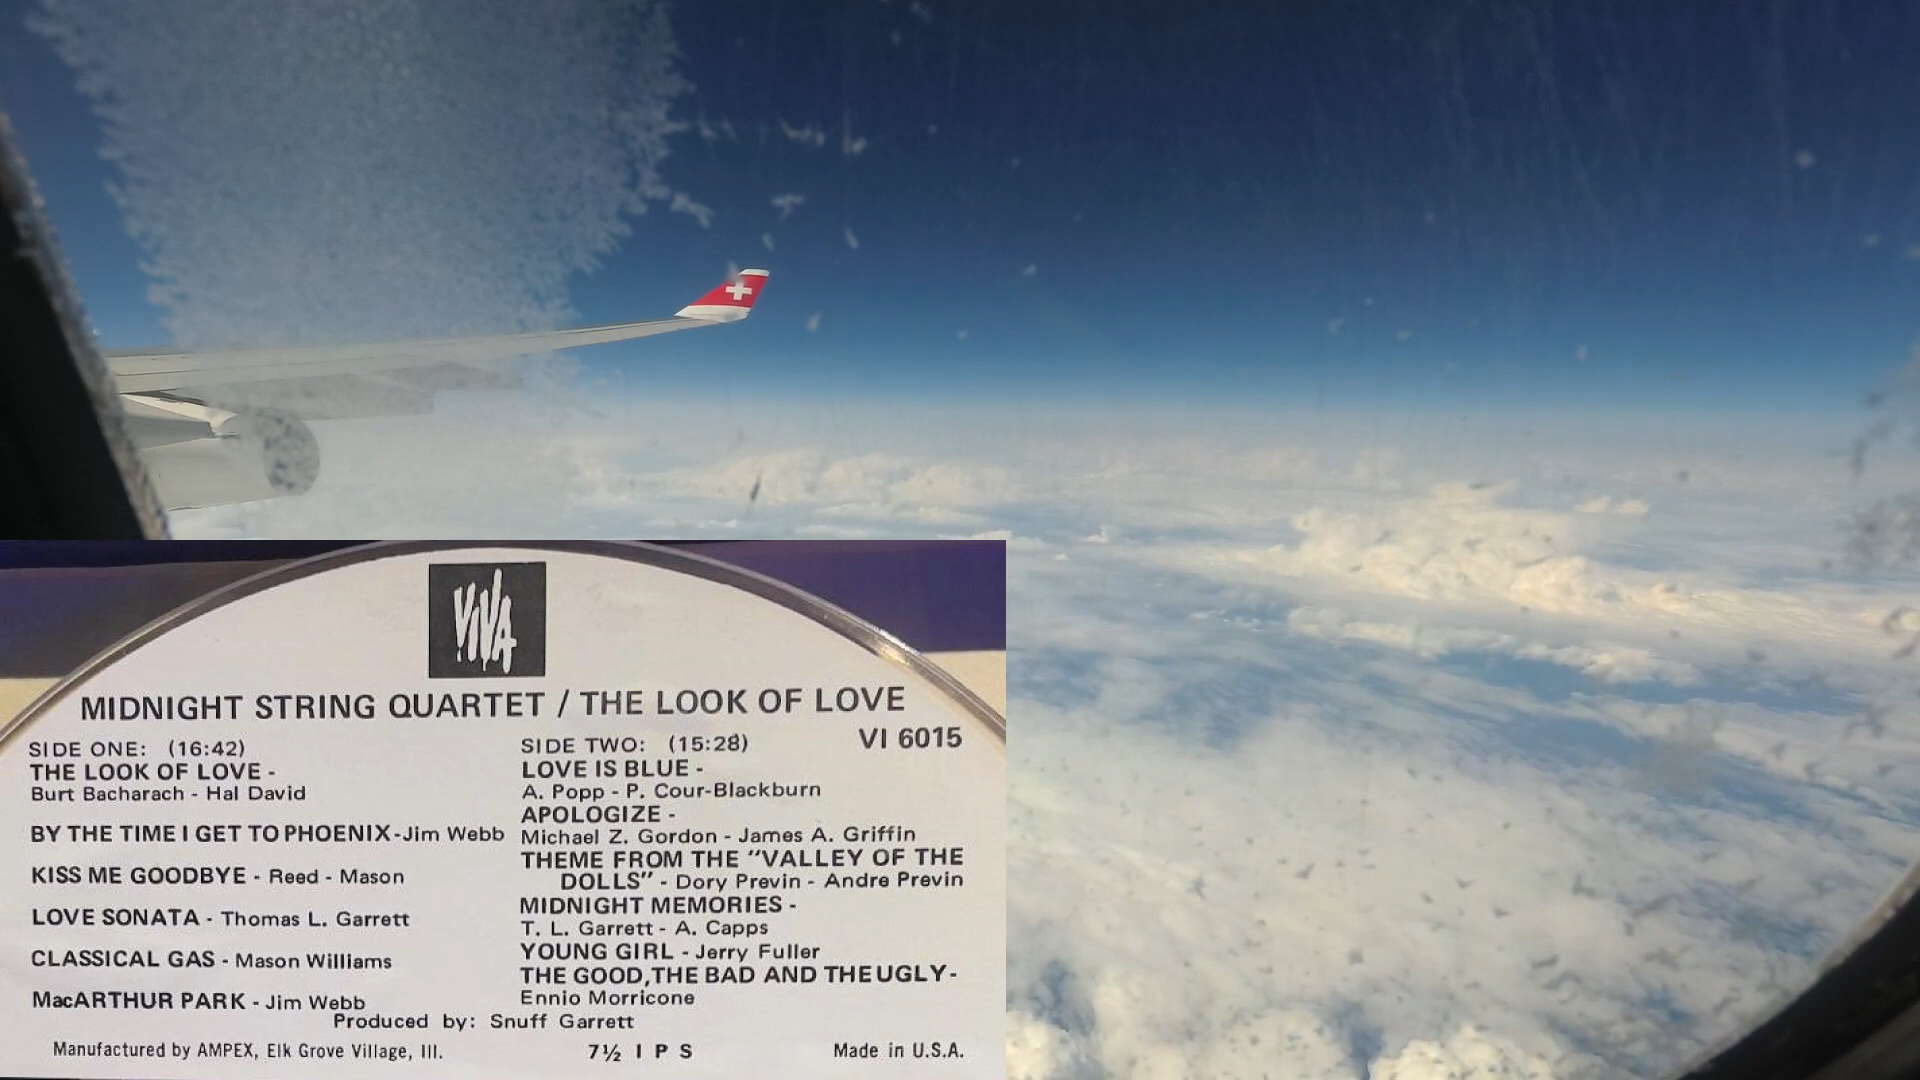 VIVA
MIDNIGHT STRING QUARTET / THE LOOK OF LOVE
VI 6015
SIDE ONE: (16:42)
THE LOOK OF LOVE -
Burt Bacharach - Hal David
BY THE TIME I GET TO PHOENIX-Jim Webb
KISS ME GOODBYE - Reed - Mason
LOVE SONATA - Thomas L. Garrett
CLASSICAL GAS - Mason Williams
MacARTHUR PARK - Jim Webb
SIDE TWO: (15:28)
LOVE IS BLUE -
A. Popp - P. Cour-Blackburn
APOLOGIZE -
Michael Z. Gordon - James A. Griffin
THEME FROM THE "VALLEY OF THE
DOLLS" - Dory Previn - Andre Previn
MIDNIGHT MEMORIES -
T. L. Garrett - A. Capps
YOUNG GIRL - Jerry Fuller
THE GOOD, THE BAD AND THE UGLY-
Ennio Morricone
Produced by: Snuff Garrett
Manufactured by AMPEX, Elk Grove Village, Ill.
7½ I P S
Made in U.S.A.